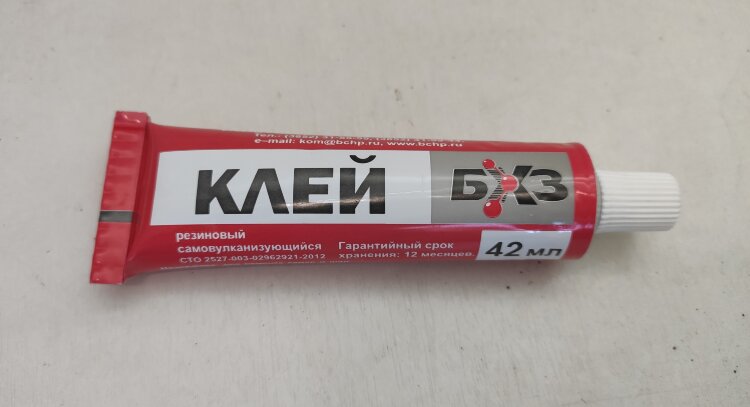 e-mail: kom@bchp.ru, www.bchp.ru
КЛЕЙ
БХЗ
резиновый
самовулканизующийся
СТО 2527-003-02962921-2012
Гарантийный срок
хранения: 12 месяцев.
42 мл